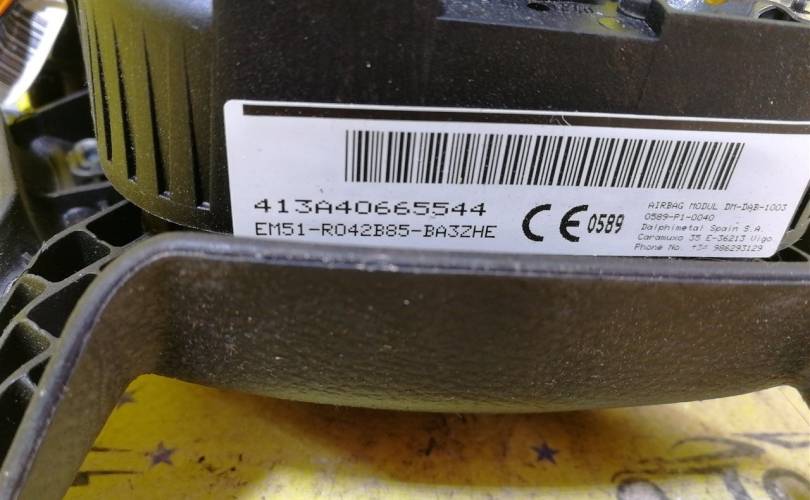 413A40665544
EM51-R042B85-BA3ZHE
CE 0589
AIRBAG MODUL DM-DAB-1003
0589-P1-0040
Dalphimetal Spain S.A.
Caramuxo 35 E-36213 Vigo
Phone No. +34 986293129